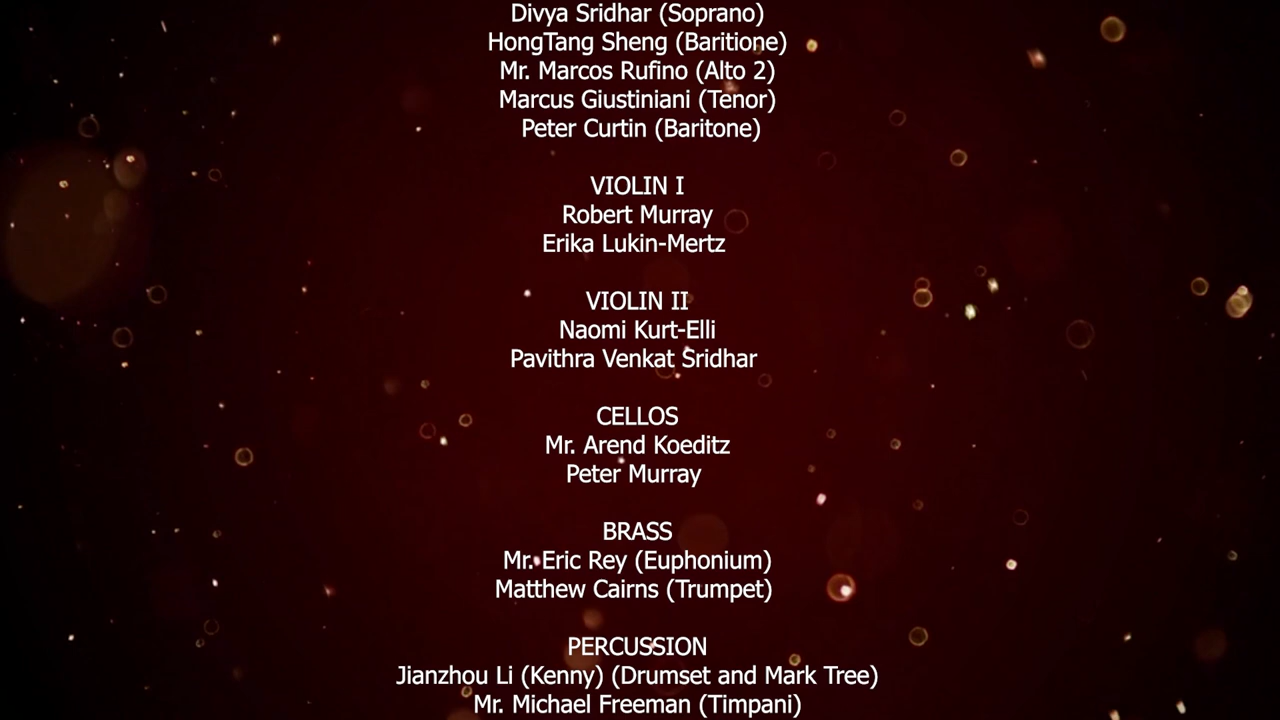 Divya Sridhar (Soprano)
HongTang Sheng (Baritione)
Mr. Marcos Rufino (Alto 2)
Marcus Giustiniani (Tenor)
Peter Curtin (Baritone)
VIOLIN I
Robert Murray
Erika Lukin-Mertz
VIOLIN II
Naomi Kurt-Elli
Pavithra Venkat Sridhar
CELLOS
Mr. Arend Koeditz
Peter Murray
BRASS
Mr. Eric Rey (Euphonium)
Matthew Cairns (Trumpet)
PERCUSSION
Jianzhou Li (Kenny) (Drumset and Mark Tree)
Mr. Michael Freeman (Timpani)